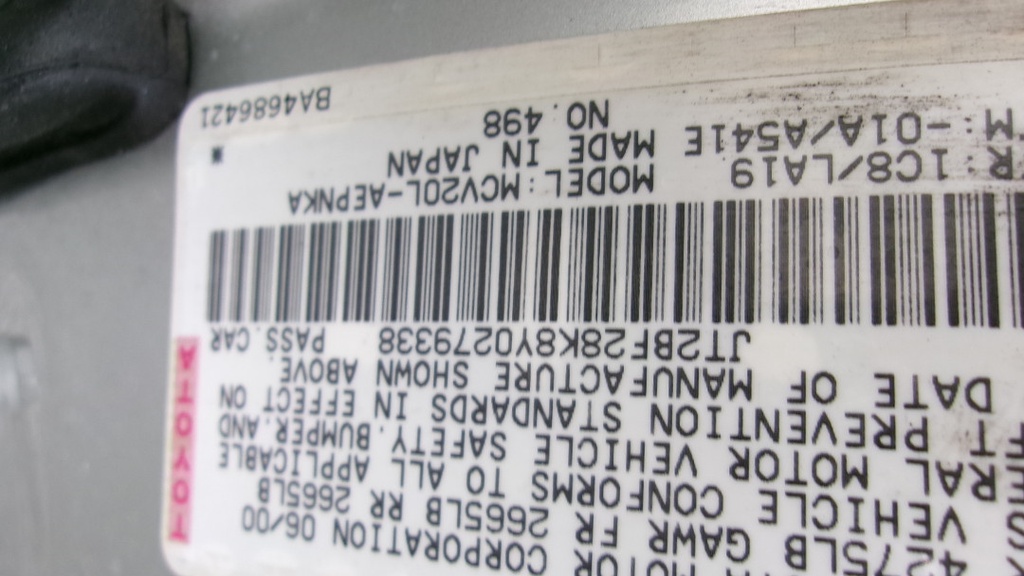 TOYOTA
MOTOR CORPORATION 06/00
4275LB GAWR FR 2665LB RR 2665LB
VEHICLE CONFORMS TO ALL APPLICABLE
RAL MOTOR VEHICLE SAFETY.BUMPER.AND
T PREVENTION STANDARDS IN EFFECT ON
DATE OF MANUFACTURE SHOWN ABOVE
JT2BF28K8Y0279338 PASS.CAR
R:1C8/LA19 MODEL:MCV20L-AEPNKA
M:-01A/A541E MADE IN JAPAN
NO.498
BA4686421